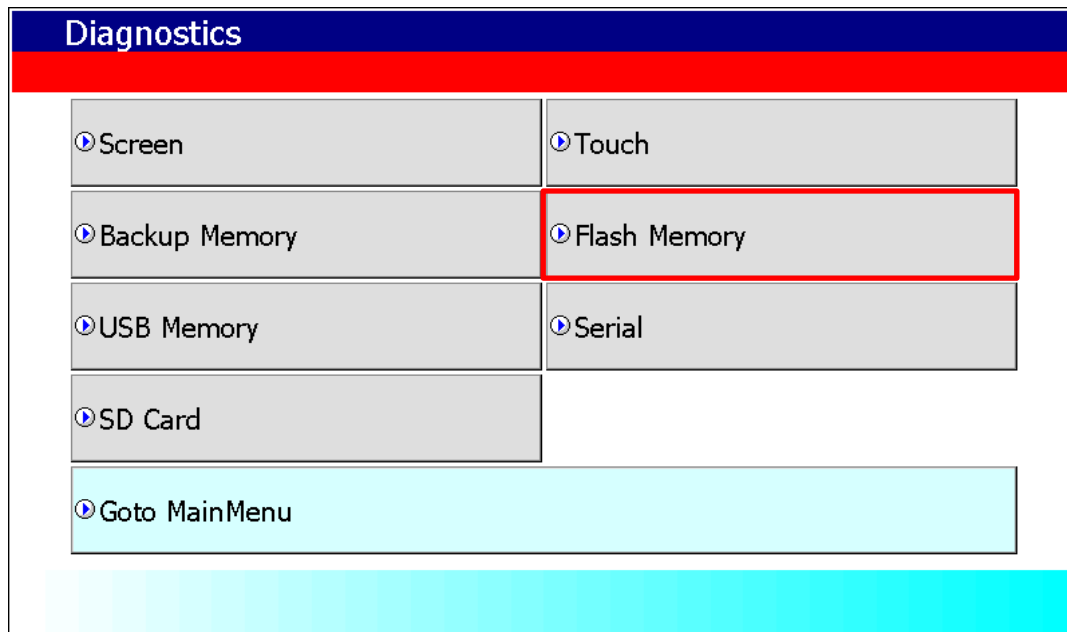 Diagnostics
Screen
Touch
Backup Memory
Flash Memory
USB Memory
Serial
SD Card
Goto MainMenu